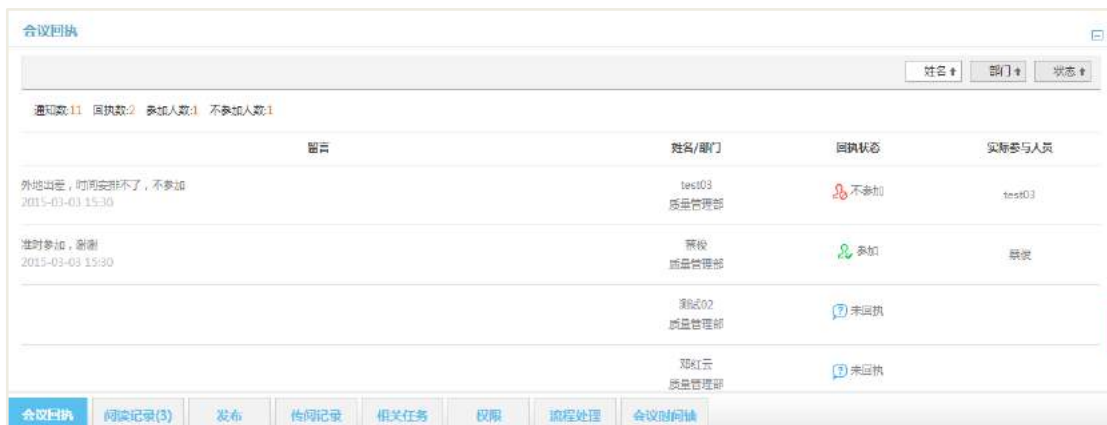 会议回执
姓名 部门 状态
通知数:11 回执数:2 参加人数:1 不参加人数:1
留言 姓名/部门 回执状态 实际参与人员
外地出差，时间安排不了，不参加 test03 不参加 test03
2015-03-03 15:30 质量管理部
准时参加，谢谢 蔡俊 参加 蔡俊
2015-03-03 15:30 质量管理部
测试02 未回执
质量管理部
邓红云 未回执
质量管理部
会议回执 阅读记录(3) 发布 传阅记录 相关任务 权限 流程处理 会议时间轴